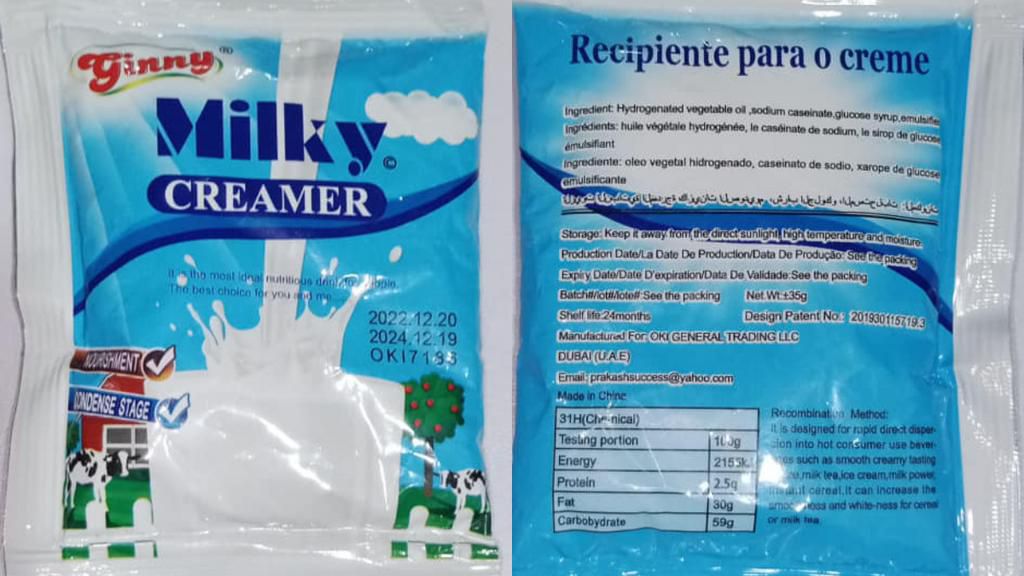 Ginny®
Milky
©
CREAMER
It is the most ideal nutritious drink for
The best choice for you and me
2022.12.20
2024.12.19
NOURISHMENT
CONDENSE STAGE
Recipiente para o creme
Ingredient: Hydrogenated vegetable oil ,sodium caseinate,glucose syrup,emulsifie
Ingrédients: huile végétale hydrogénée, le caséinate de sodium, le sirop de glucose
émulsifiant
Ingrediente: oleo vegetal hidrogenado, caseinato de sodio, xarope de glucose
emulsificante
Storage: Keep it away from the direct sunlight, high temperature and moisture.
Production Date/La Date De Production/Data De Produção: See the packing
Expiry Date/Date D'expiration/Data De Validade:See the packing
Batch#/lot#/lote#:See the packing Net Wt:±35g
Shelf life:24months Design Patent No.: 201930115719.3
Manufactured For: OKI GENERAL TRADING LLC
DUBAI (U.A.E)
Email: prakashsuccess@yahoo.com
Made in China
31H(Chemical)
Testing portion 100g
Energy
Protein 2.5g
Fat 30g
Carbohydrate 59g
Recombination Method:
It is designed for rapid direct disper-
sion into hot consumer use bever-
ages such as smooth creamy tasting
,milk tea,ice cream,milk power,
instant cereal.it can increase the
smoothness and white-ness for cereal
or milk tea